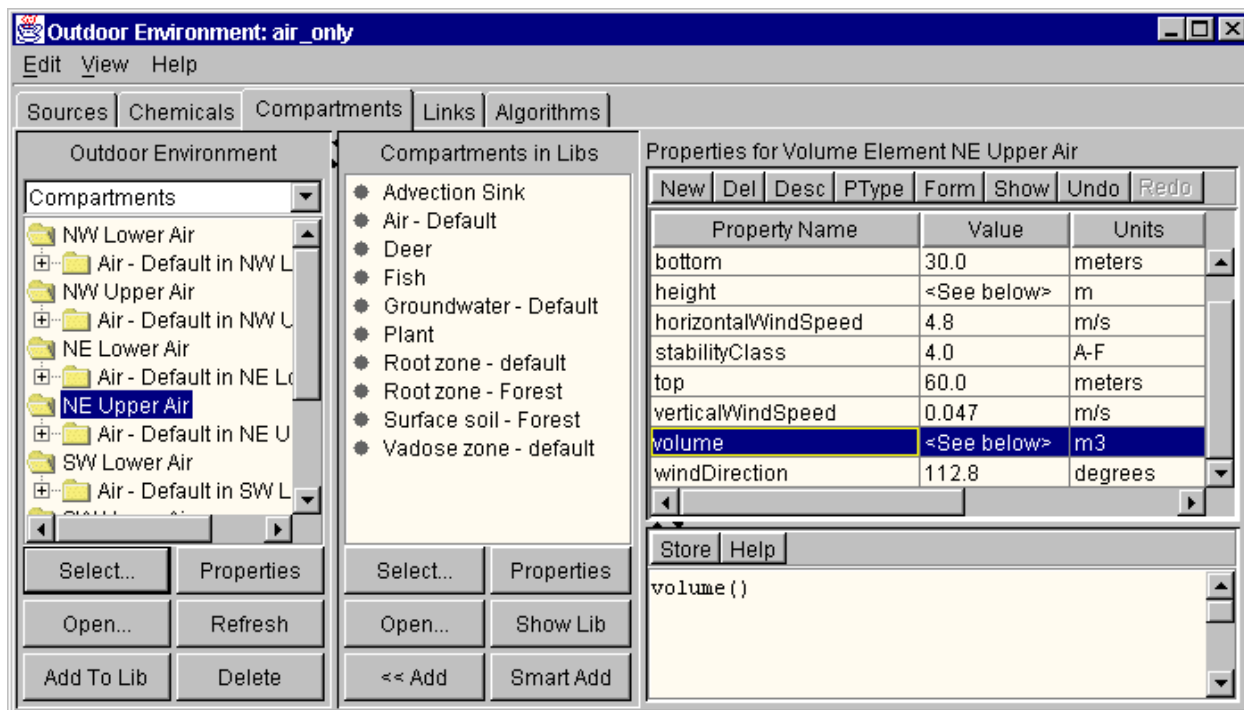 Outdoor Environment: air_only
Edit View Help
Sources Chemicals Compartments Links Algorithms
Outdoor Environment
Compartments
NW Lower Air
Air - Default in NW L
NW Upper Air
Air - Default in NW U
NE Lower Air
Air - Default in NE Lo
NE Upper Air
Air - Default in NE U
SW Lower Air
Air - Default in SW L
Select... Properties
Open... Refresh
Add To Lib Delete
Compartments in Libs
Advection Sink
Air - Default
Deer
Fish
Groundwater - Default
Plant
Root zone - default
Root zone - Forest
Surface soil - Forest
Vadose zone - default
Select... Properties
Open... Show Lib
<< Add Smart Add
Properties for Volume Element NE Upper Air
New Del Desc PType Form Show Undo Redo
Property Name Value Units
bottom 30.0 meters
height <See below> m
horizontalWindSpeed 4.8 m/s
stabilityClass 4.0 A-F
top 60.0 meters
verticalWindSpeed 0.047 m/s
volume <See below> m3
windDirection 112.8 degrees
Store Help
volume()